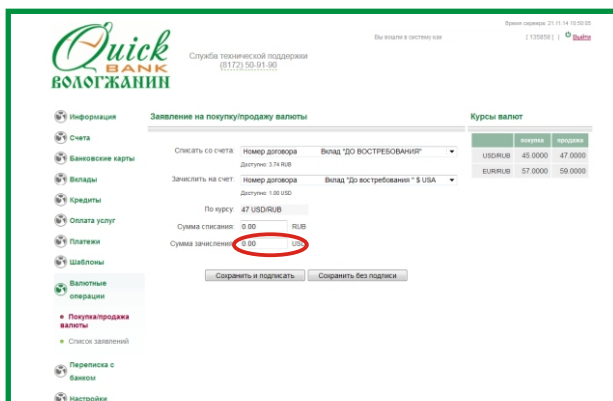 Время сервера: 21.11.14 10:50:05
Вы вошли в систему как [ 135850 ] | Выйти
Quick
BANK
ВОЛОГЖАНИН
Служба технической поддержки
(8172) 50-91-90
Информация
Счета
Банковские карты
Вклады
Кредиты
Оплата услуг
Платежи
Шаблоны
Валютные
операции
Покупка/продажа
валюты
Список заявлений
Переписка с
банком
Настройки
Заявление на покупку/продажу валюты
Списать со счета: Номер договора Вклад "ДО ВОСТРЕБОВАНИЯ"
Доступно: 3.74 RUB
Зачислить на счет: Номер договора Вклад "До востребования " $ USA
Доступно: 1.00 USD
По курсу: 47 USD/RUB
Сумма списания: 0.00 RUB
Сумма зачисления: 0.00 USD
Сохранить и подписать Сохранить без подписи
Курсы валют
покупка продажа
USD/RUB 45.0000 47.0000
EUR/RUB 57.0000 59.0000